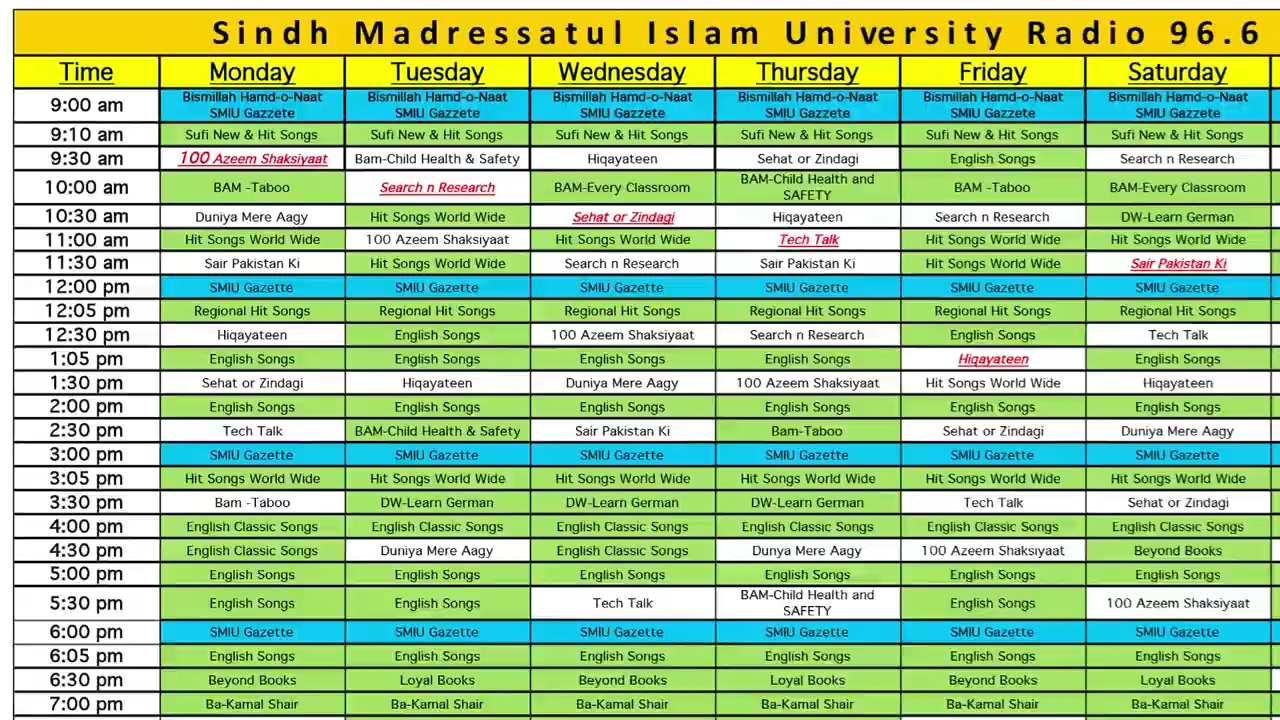 Sindh Madressatul Islam University Radio 96.6
Time Monday Tuesday Wednesday Thursday Friday Saturday
9:00 am Bismillah Hamd-o-Naat SMIU Gazzete Bismillah Hamd-o-Naat SMIU Gazzete Bismillah Hamd-o-Naat SMIU Gazzete Bismillah Hamd-o-Naat SMIU Gazzete Bismillah Hamd-o-Naat SMIU Gazzete Bismillah Hamd-o-Naat SMIU Gazzete
9:10 am Sufi New & Hit Songs Sufi New & Hit Songs Sufi New & Hit Songs Sufi New & Hit Songs Sufi New & Hit Songs Sufi New & Hit Songs
9:30 am 100 Azeem Shaksiyaat Bam-Child Health & Safety Hiqayateen Sehat or Zindagi English Songs Search n Research
10:00 am BAM -Taboo Search n Research BAM-Every Classroom BAM-Child Health and SAFETY BAM -Taboo BAM-Every Classroom
10:30 am Duniya Mere Aagy Hit Songs World Wide Sehat or Zindagi Hiqayateen Search n Research DW-Learn German
11:00 am Hit Songs World Wide 100 Azeem Shaksiyaat Hit Songs World Wide Tech Talk Hit Songs World Wide Hit Songs World Wide
11:30 am Sair Pakistan Ki Hit Songs World Wide Search n Research Sair Pakistan Ki Hit Songs World Wide Sair Pakistan Ki
12:00 pm SMIU Gazette SMIU Gazette SMIU Gazette SMIU Gazette SMIU Gazette SMIU Gazette
12:05 pm Regional Hit Songs Regional Hit Songs Regional Hit Songs Regional Hit Songs Regional Hit Songs Regional Hit Songs
12:30 pm Hiqayateen English Songs 100 Azeem Shaksiyaat Search n Research English Songs Tech Talk
1:05 pm English Songs English Songs English Songs English Songs Hiqayateen English Songs
1:30 pm Sehat or Zindagi Hiqayateen Duniya Mere Aagy 100 Azeem Shaksiyaat Hit Songs World Wide Hiqayateen
2:00 pm English Songs English Songs English Songs English Songs English Songs English Songs
2:30 pm Tech Talk BAM-Child Health & Safety Sair Pakistan Ki Bam-Taboo Sehat or Zindagi Duniya Mere Aagy
3:00 pm SMIU Gazette SMIU Gazette SMIU Gazette SMIU Gazette SMIU Gazette SMIU Gazette
3:05 pm Hit Songs World Wide Hit Songs World Wide Hit Songs World Wide Hit Songs World Wide Hit Songs World Wide Hit Songs World Wide
3:30 pm Bam -Taboo DW-Learn German DW-Learn German DW-Learn German Tech Talk Sehat or Zindagi
4:00 pm English Classic Songs English Classic Songs English Classic Songs English Classic Songs English Classic Songs English Classic Songs
4:30 pm English Classic Songs Duniya Mere Aagy English Classic Songs Dunya Mere Aagy 100 Azeem Shaksiyaat Beyond Books
5:00 pm English Songs English Songs English Songs English Songs English Songs English Songs
5:30 pm English Songs English Songs Tech Talk BAM-Child Health and SAFETY English Songs 100 Azeem Shaksiyaat
6:00 pm SMIU Gazette SMIU Gazette SMIU Gazette SMIU Gazette SMIU Gazette SMIU Gazette
6:05 pm English Songs English Songs English Songs English Songs English Songs English Songs
6:30 pm Beyond Books Loyal Books Beyond Books Loyal Books Beyond Books Loyal Books
7:00 pm Ba-Kamal Shair Ba-Kamal Shair Ba-Kamal Shair Ba-Kamal Shair Ba-Kamal Shair Ba-Kamal Shair